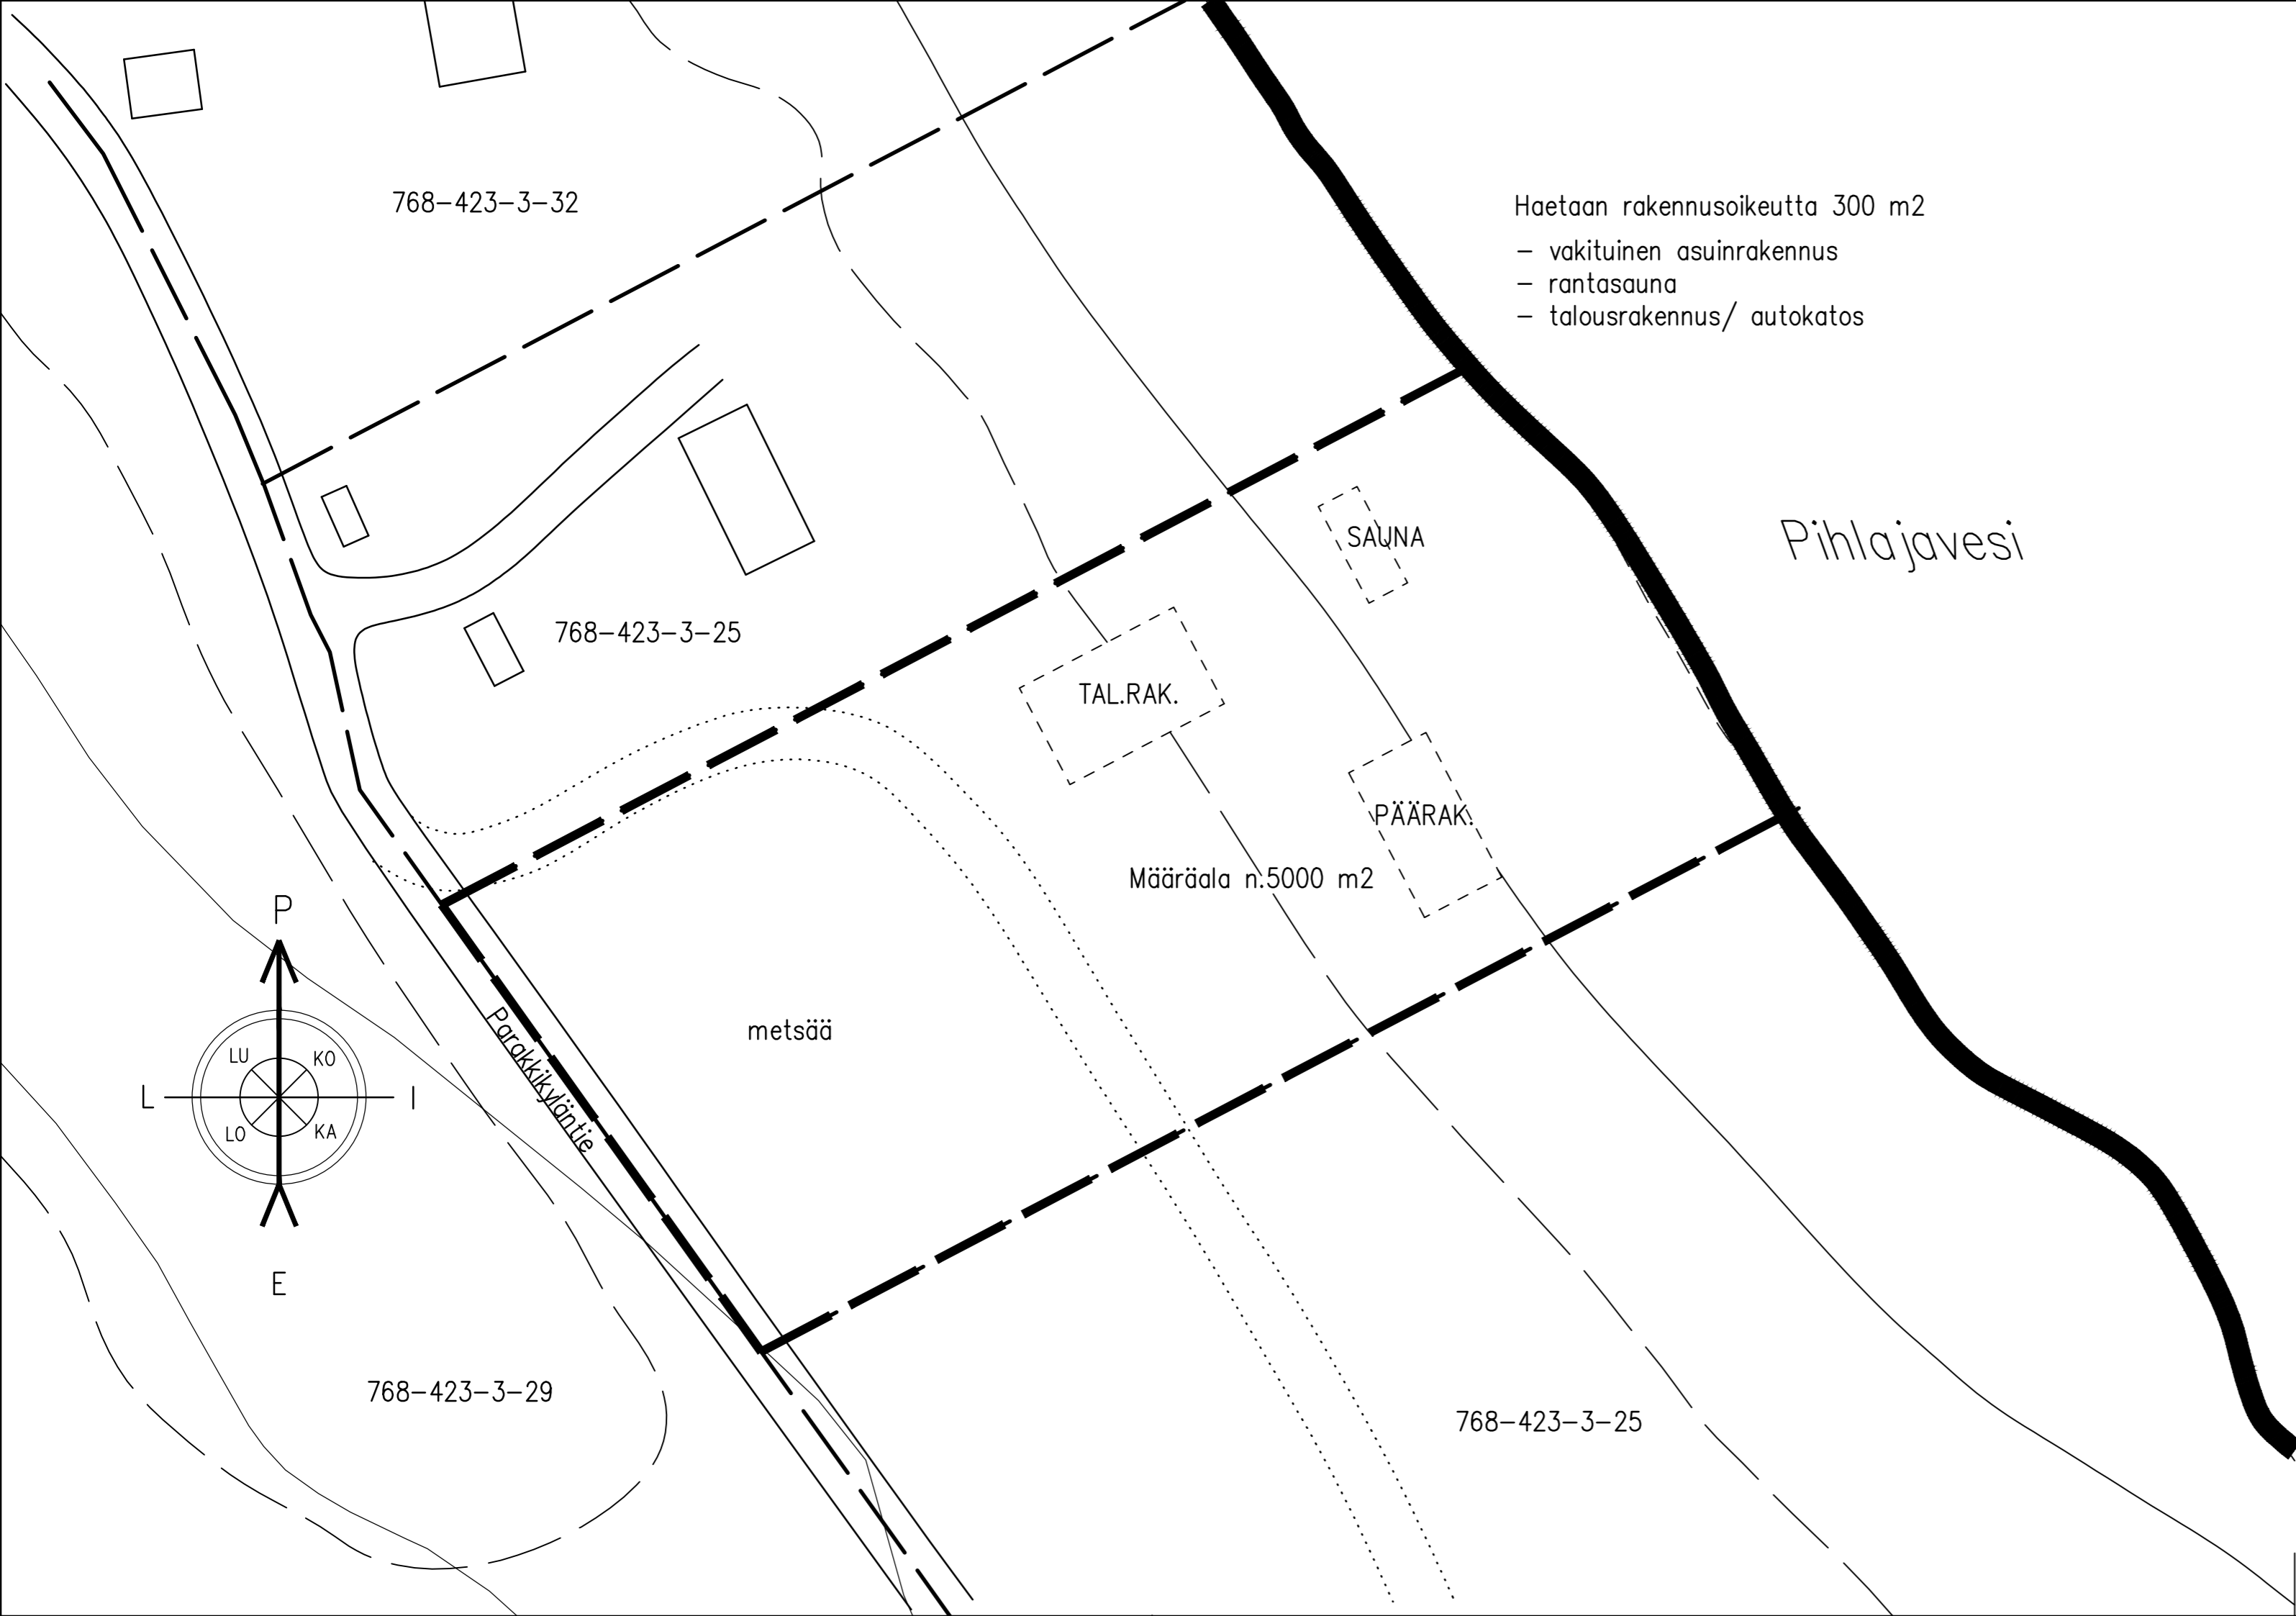 768-423-3-32
Haetaan rakennusoikeutta 300 m2
- vakituinen asuinrakennus
- rantasauna
- talousrakennus/ autokatos
SAUNA
Pihlajavesi
768-423-3-25
TAL.RAK.
PÄÄRAK.
Määräala n.5000 m2
P
metsää
Parakkikyläntie
LU
KO
L
I
LO
KA
E
768-423-3-29
768-423-3-25